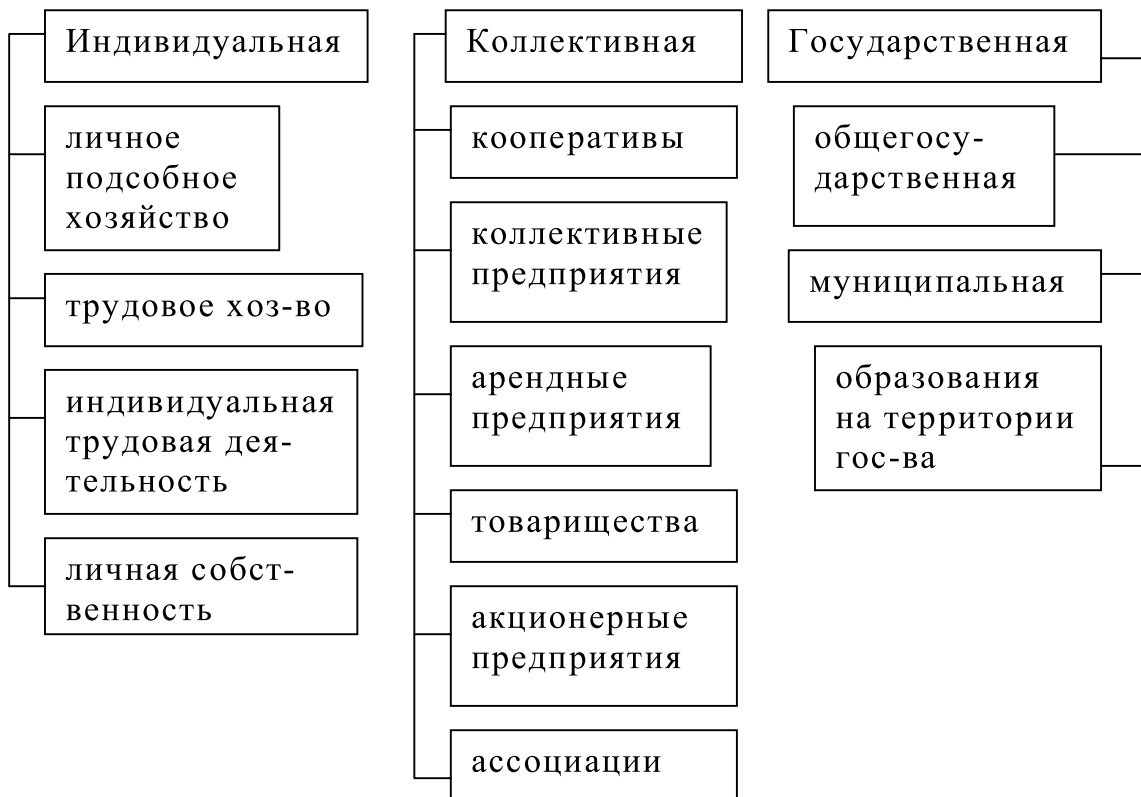 Индивидуальная
личное
подсобное
хозяйство
трудовое хоз-во
индивидуальная
трудовая дея-
тельность
личная собст-
венность
Коллективная
кооперативы
коллективные
предприятия
арендные
предприятия
товарищества
акционерные
предприятия
ассоциации
Государственная
общегосу-
дарственная
муниципальная
образования
на территории
гос-ва